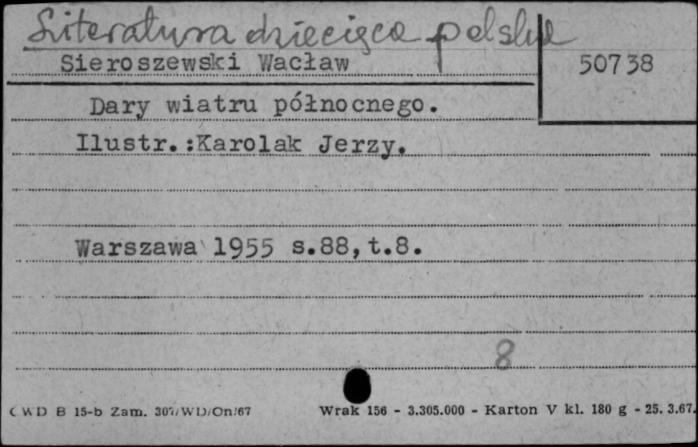 Literatura dziecięca polska
Sieroszewski Wacław
50738
Dary wiatru północnego.
Ilustr.:Karolak Jerzy.
Warszawa 1955 s.88,t.8.
8
CWD B 15-b Zam. 307/WD/On/67
Wrak 156 - 3.305.000 - Karton V kl. 180 g - 25. 3.67.